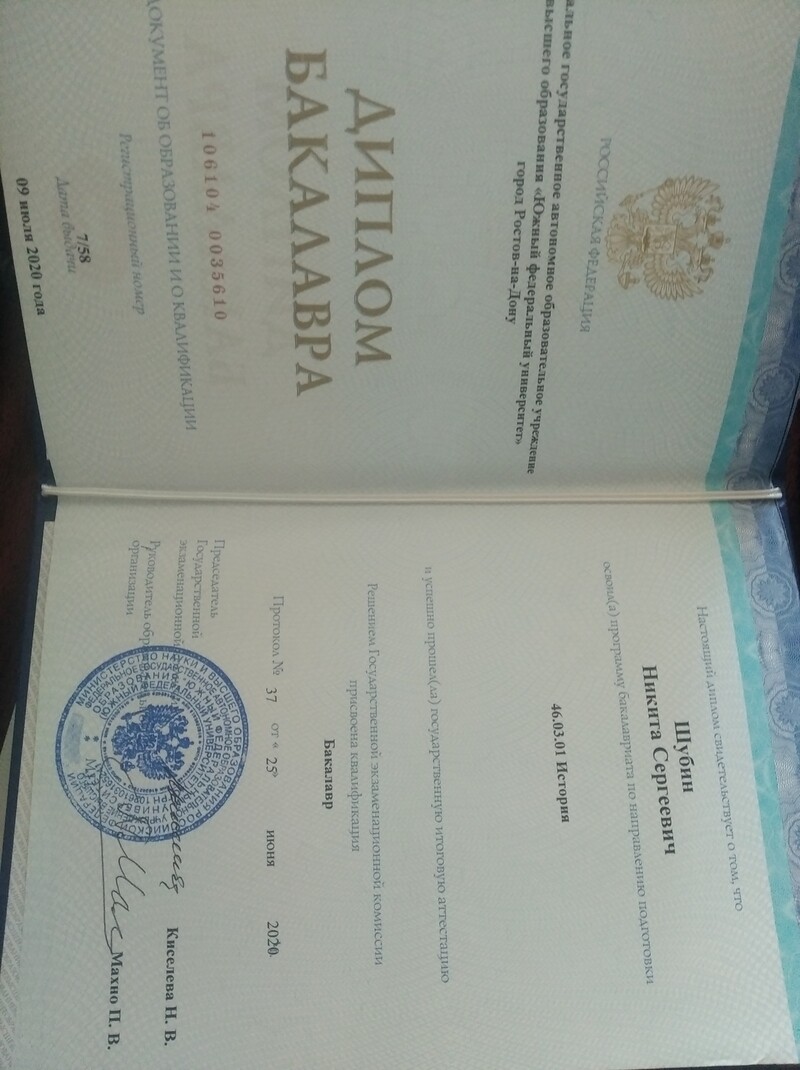 РОССИЙСКАЯ ФЕДЕРАЦИЯ
альное государственное автономное образовательное учреждение
высшего образования «Южный федеральный университет»
город Ростов-на-Дону
ДИПЛОМ
БАКАЛАВРА
106104 0035610
ДОКУМЕНТ ОБ ОБРАЗОВАНИИ И О КВАЛИФИКАЦИИ
Регистрационный номер
7/58
Дата выдачи
09 июля 2020 года
Настоящий диплом свидетельствует о том, что
Шубин
Никита Сергеевич
освоил(а) программу бакалавриата по направлению подготовки
46.03.01 История
и успешно прошел(ла) государственную итоговую аттестацию
Решением Государственной экзаменационной комиссии
присвоена квалификация
Бакалавр
Протокол № 37 от « 25 июня 2020
Председатель
Государственной
экзаменационной
Киселева Н. В.
Руководитель обр
организации
Махно П. В.